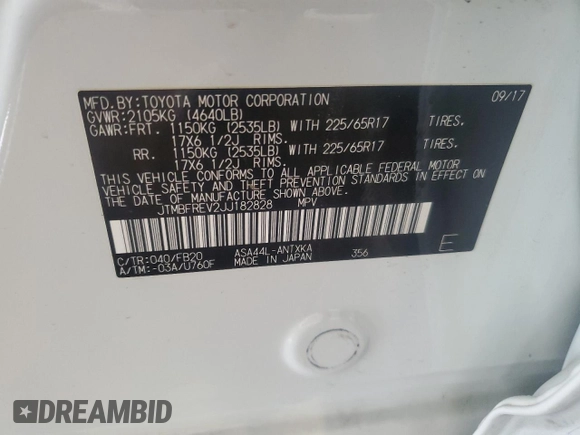 MFD.BY:TOYOTA MOTOR CORPORATION 09/17
GVWR:2105KG (4640LB)
GAWR:FRT. 1150KG (2535LB) WITH 225/65R17 TIRES.
17X6 1/2J RIMS.
RR. 1150KG (2535LB) WITH 225/65R17 TIRES.
17X6 1/2J RIMS.
THIS VEHICLE CONFORMS TO ALL APPLICABLE FEDERAL MOTOR
VEHICLE SAFETY AND THEFT PREVENTION STANDARDS IN EFFECT ON
THE DATE OF MANUFACTURE SHOWN ABOVE.
JTMBFREV2JJ182828 MPV
C/TR:040/FB20 ASA44L-ANTXKA 356 E
A/TM:-03A/U760F MADE IN JAPAN
DREAMBID